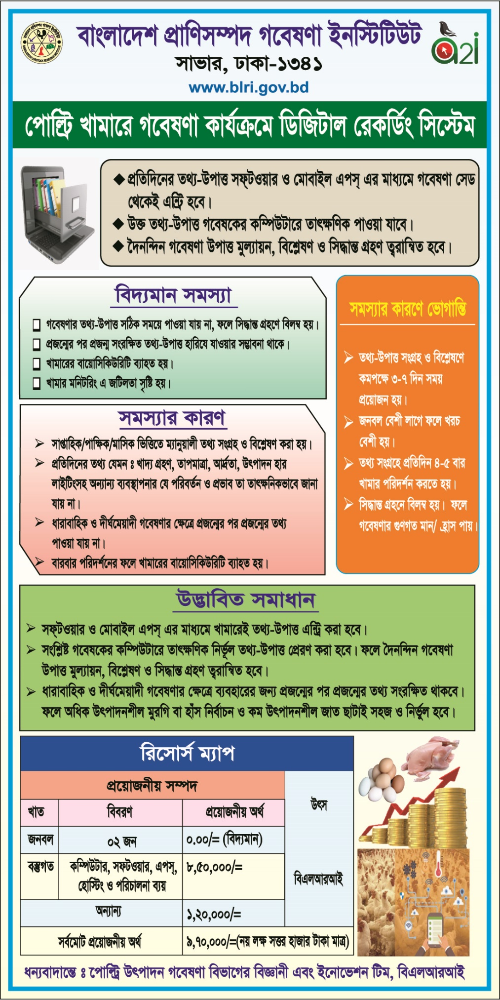 বাংলাদেশ প্রাণিসম্পদ গবেষণা ইনস্টিটিউট
সাভার, ঢাকা-১৩৪১
www.blri.gov.bd
a2i
পোল্ট্রি খামারে গবেষণা কার্যক্রমে ডিজিটাল রেকর্ডিং সিস্টেম
◆ প্রতিদিনের তথ্য-উপাত্ত সফ্টওয়ার ও মোবাইল এপস্ এর মাধ্যমে গবেষণা সেড
থেকেই এন্ট্রি হবে।
◆ উক্ত তথ্য-উপাত্ত গবেষকের কম্পিউটারে তাৎক্ষণিক পাওয়া যাবে।
◆ দৈনন্দিন গবেষণা উপাত্ত মুল্যায়ন, বিশ্লেষণ ও সিদ্ধান্ত গ্রহণ ত্বরান্বিত হবে।
বিদ্যমান সমস্যা
গবেষণার তথ্য-উপাত্ত সঠিক সময়ে পাওয়া যায় না, ফলে সিদ্ধান্ত গ্রহণে বিলম্ব হয়।
প্রজন্মের পর প্রজন্ম সংরক্ষিত তথ্য-উপাত্ত হারিযে যাওয়ার সম্ভাবনা থাকে।
খামারের বায়োসিকিউরিটি ব্যাহত হয়।
খামার মনিটরিং এ জটিলতা সৃষ্টি হয়।
সমস্যার কারণ
➢ সাপ্তাহিক/পাক্ষিক/মাসিক ভিত্তিতে ম্যানুয়ালী তথ্য সংগ্রহ ও বিশ্লেষণ করা হয়।
➢ প্রতিদিনের তথ্য যেমন ঃ খাদ্য গ্রহণ, তাপমাত্রা, আর্দ্রতা, উৎপাদন হার
লাইটিংসহ অন্যান্য ব্যবস্থাপনার যে পরিবর্তন ও প্রভাব তা তাৎক্ষনিকভাবে জানা
যায় না।
➢ ধারাবাহিক ও দীর্ঘমেয়াদী গবেষণার ক্ষেত্রে প্রজন্মের পর প্রজন্মের তথ্য
পাওয়া যায় না।
➢ বারবার পরিদর্শনের ফলে খামারের বায়োসিকিউরিটি ব্যাহত হয়।
সমস্যার কারণে ভোগান্তি
➢ তথ্য-উপাত্ত সংগ্রহ ও বিশ্লেষণে
কমপক্ষে ৩-৭ দিন সময়
প্রয়োজন হয়।
➢ জনবল বেশী লাগে ফলে খরচ
বেশী হয়।
➢ তথ্য সংগ্রহে প্রতিদিন ৪-৫ বার
খামার পরিদর্শন করতে হয়।
➢ সিদ্ধান্ত গ্রহনে বিলম্ব হয়। ফলে
গবেষণার গুণগত মান/ হ্রাস পায়।
উদ্ভাবিত সমাধান
➢ সফ্টওয়ার ও মোবাইল এপস্ এর মাধ্যমে খামারেই তথ্য-উপাত্ত এন্ট্রি করা হবে।
➢ সংশ্লিষ্ট গবেষকের কম্পিউটারে তাৎক্ষণিক নির্ভূল তথ্য-উপাত্ত প্রেরণ করা হবে। ফলে দৈনন্দিন গবেষণা
উপাত্ত মুল্যায়ন, বিশ্লেষণ ও সিদ্ধান্ত গ্রহণ ত্বরান্বিত হবে।
➢ ধারাবাহিক ও দীর্ঘমেয়াদী গবেষণার ক্ষেত্রে ব্যবহারের জন্য প্রজন্মের পর প্রজন্মের তথ্য সংরক্ষিত থাকবে।
ফলে অধিক উৎপাদনশীল মুরগি বা হাঁস নির্বাচন ও কম উৎপাদনশীল জাত ছাটাই সহজ ও নির্ভূল হবে।
রিসোর্স ম্যাপ
প্রয়োজনীয় সম্পদ
উৎস
খাত বিবরণ প্রয়োজনীয় অর্থ
জনবল ০২ জন ০.০০/= (বিদ্যমান)
বস্তুগত কম্পিউটার, সফটওয়ার, এপস্, ৮,৫০,০০০/=
হোস্টিং ও পরিচালনা ব্যয়
বিএলআরআই
অন্যান্য ১,২০,০০০/=
সর্বমোট প্রয়োজনীয় অর্থ ৯,৭০,০০০/=(নয় লক্ষ সত্তর হাজার টাকা মাত্র)
ধন্যবাদান্তে ঃ পোল্ট্রি উৎপাদন গবেষণা বিভাগের বিজ্ঞানী এবং ইনোভেশন টিম, বিএলআরআই